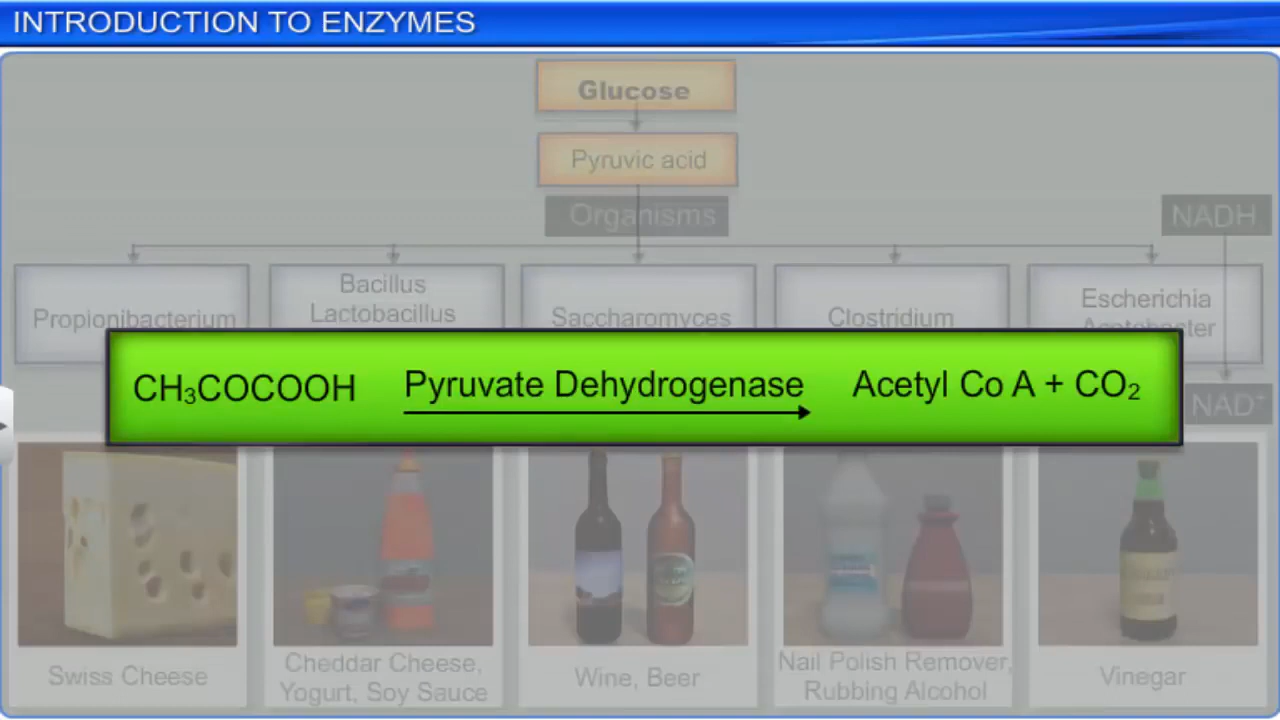 INTRODUCTION TO ENZYMES
Glucose
Pyruvic acid
Organisms
NADH
Propionibacterium
Bacillus
Lactobacillus
Saccharomyces
Clostridium
Escherichia
Acetobacter
CH₃COCOOH
Pyruvate Dehydrogenase
Acetyl Co A + CO₂
NAD⁺
Swiss Cheese
Cheddar Cheese,
Yogurt, Soy Sauce
Wine, Beer
Nail Polish Remover,
Rubbing Alcohol
Vinegar